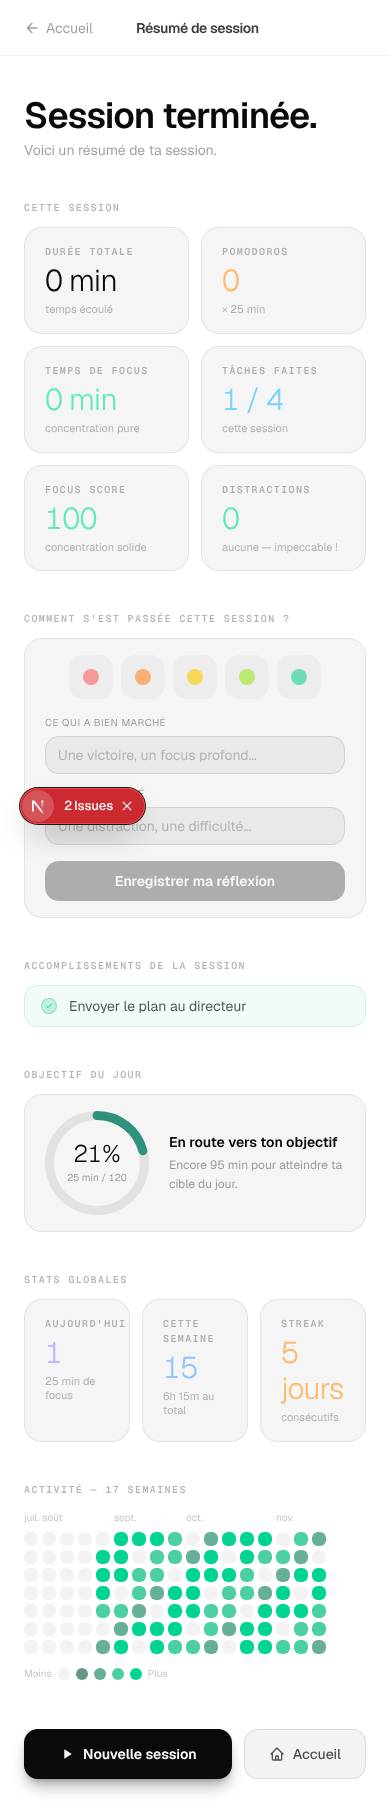 Accueil
Résumé de session
Session terminée.
Voici un résumé de ta session.
CETTE SESSION
DURÉE TOTALE
0 min
temps écoulé
POMODOROS
0
× 25 min
TEMPS DE FOCUS
0 min
concentration pure
TÂCHES FAITES
1 / 4
cette session
FOCUS SCORE
100
concentration solide
DISTRACTIONS
0
aucune — impeccable !
COMMENT S'EST PASSÉE CETTE SESSION ?
CE QUI A BIEN MARCHÉ
Une victoire, un focus profond...
2 Issues
Une distraction, une difficulté...
Enregistrer ma réflexion
ACCOMPLISSEMENTS DE LA SESSION
Envoyer le plan au directeur
OBJECTIF DU JOUR
21%
25 min / 120
En route vers ton objectif
Encore 95 min pour atteindre ta
cible du jour.
STATS GLOBALES
AUJOURD'HUI
1
25 min de
focus
CETTE
SEMAINE
15
6h 15m au
total
STREAK
5
jours
consécutifs
ACTIVITÉ — 17 SEMAINES
juil. août sept. oct. nov.
Moins Plus
Nouvelle session
Accueil